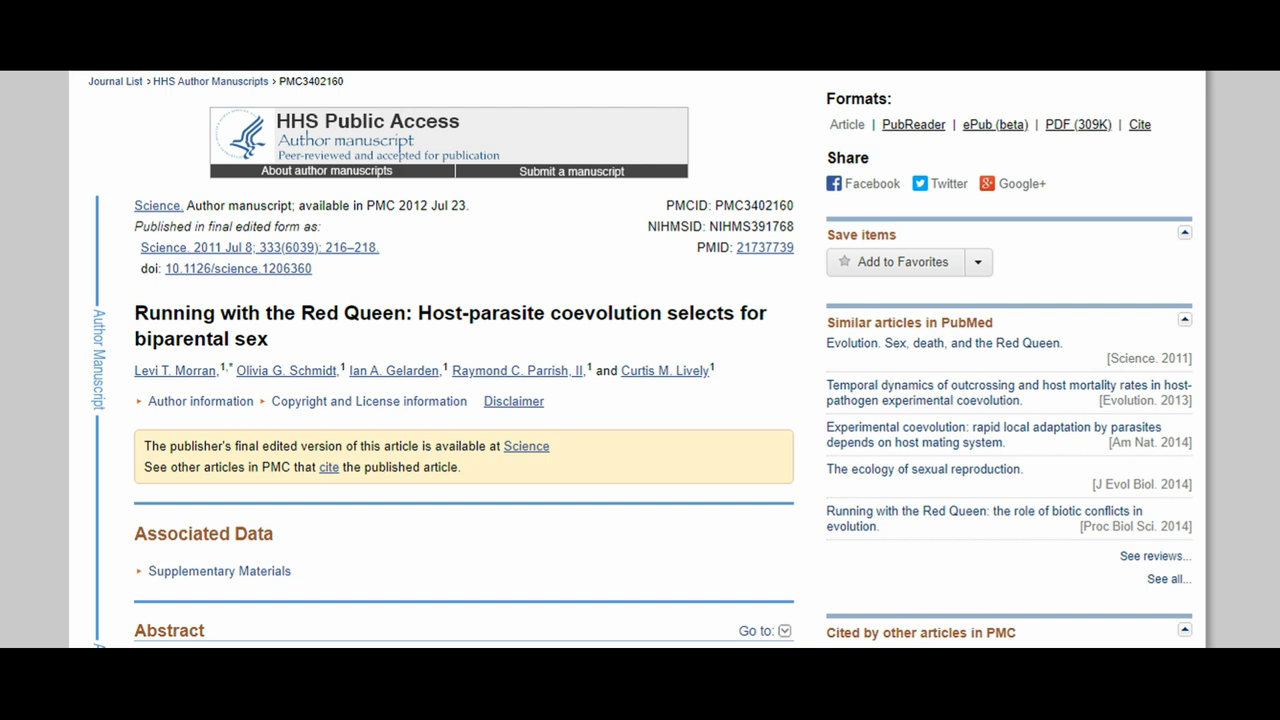 Journal List > HHS Author Manuscripts > PMC3402160
HHS Public Access
Author manuscript
Peer-reviewed and accepted for publication
About author manuscripts
Submit a manuscript
Author Manuscript
Science. Author manuscript; available in PMC 2012 Jul 23.
Published in final edited form as:
Science. 2011 Jul 8; 333(6039): 216–218.
doi: 10.1126/science.1206360
PMCID: PMC3402160
NIHMSID: NIHMS391768
PMID: 21737739
Running with the Red Queen: Host-parasite coevolution selects for
biparental sex
Levi T. Morran,1,* Olivia G. Schmidt,1 Ian A. Gelarden,1 Raymond C. Parrish, II,1 and Curtis M. Lively1
Author information Copyright and License information Disclaimer
The publisher's final edited version of this article is available at Science
See other articles in PMC that cite the published article.
Associated Data
Supplementary Materials
Abstract
Go to:
Formats:
Article | PubReader | ePub (beta) | PDF (309K) | Cite
Share
Facebook Twitter Google+
Save items
Add to Favorites
Similar articles in PubMed
Evolution. Sex, death, and the Red Queen.
[Science. 2011]
Temporal dynamics of outcrossing and host mortality rates in host-
pathogen experimental coevolution. [Evolution. 2013]
Experimental coevolution: rapid local adaptation by parasites
depends on host mating system. [Am Nat. 2014]
The ecology of sexual reproduction.
[J Evol Biol. 2014]
Running with the Red Queen: the role of biotic conflicts in
evolution. [Proc Biol Sci. 2014]
See reviews...
See all...
Cited by other articles in PMC